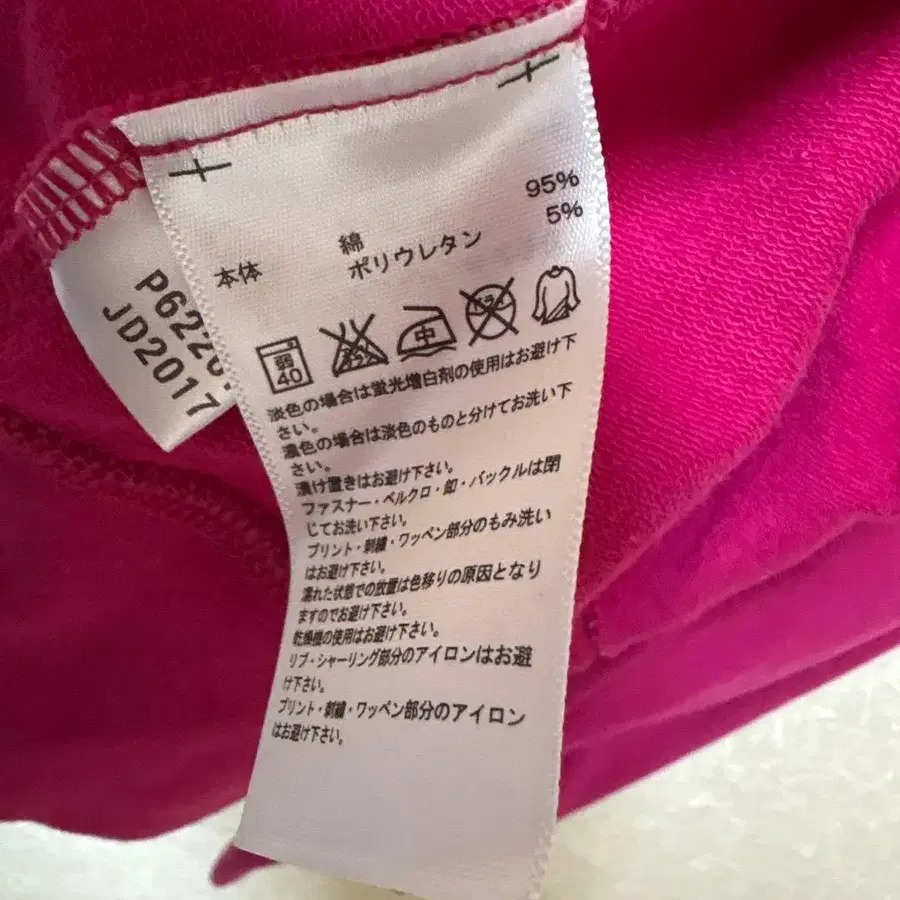 綿 95%
本体 ポリウレタン 5%
弱
40
エンソサラシ
中
ドライ
淡色の場合は蛍光増白剤の使用はお避け下
さい。
濃色の場合は淡色のものと分けてお洗い下
さい。
漬け置きはお避け下さい。
ファスナー・ベルクロ・釦・バックルは閉
じてお洗い下さい。
プリント・刺繍・ワッペン部分のもみ洗い
はお避け下さい。
濡れた状態での放置は色移りの原因となり
ますのでお避け下さい。
乾燥機の使用はお避け下さい。
リブ・シャーリング部分のアイロンはお避
け下さい。
プリント・刺繍・ワッペン部分のアイロン
はお避け下さい。
JD2017